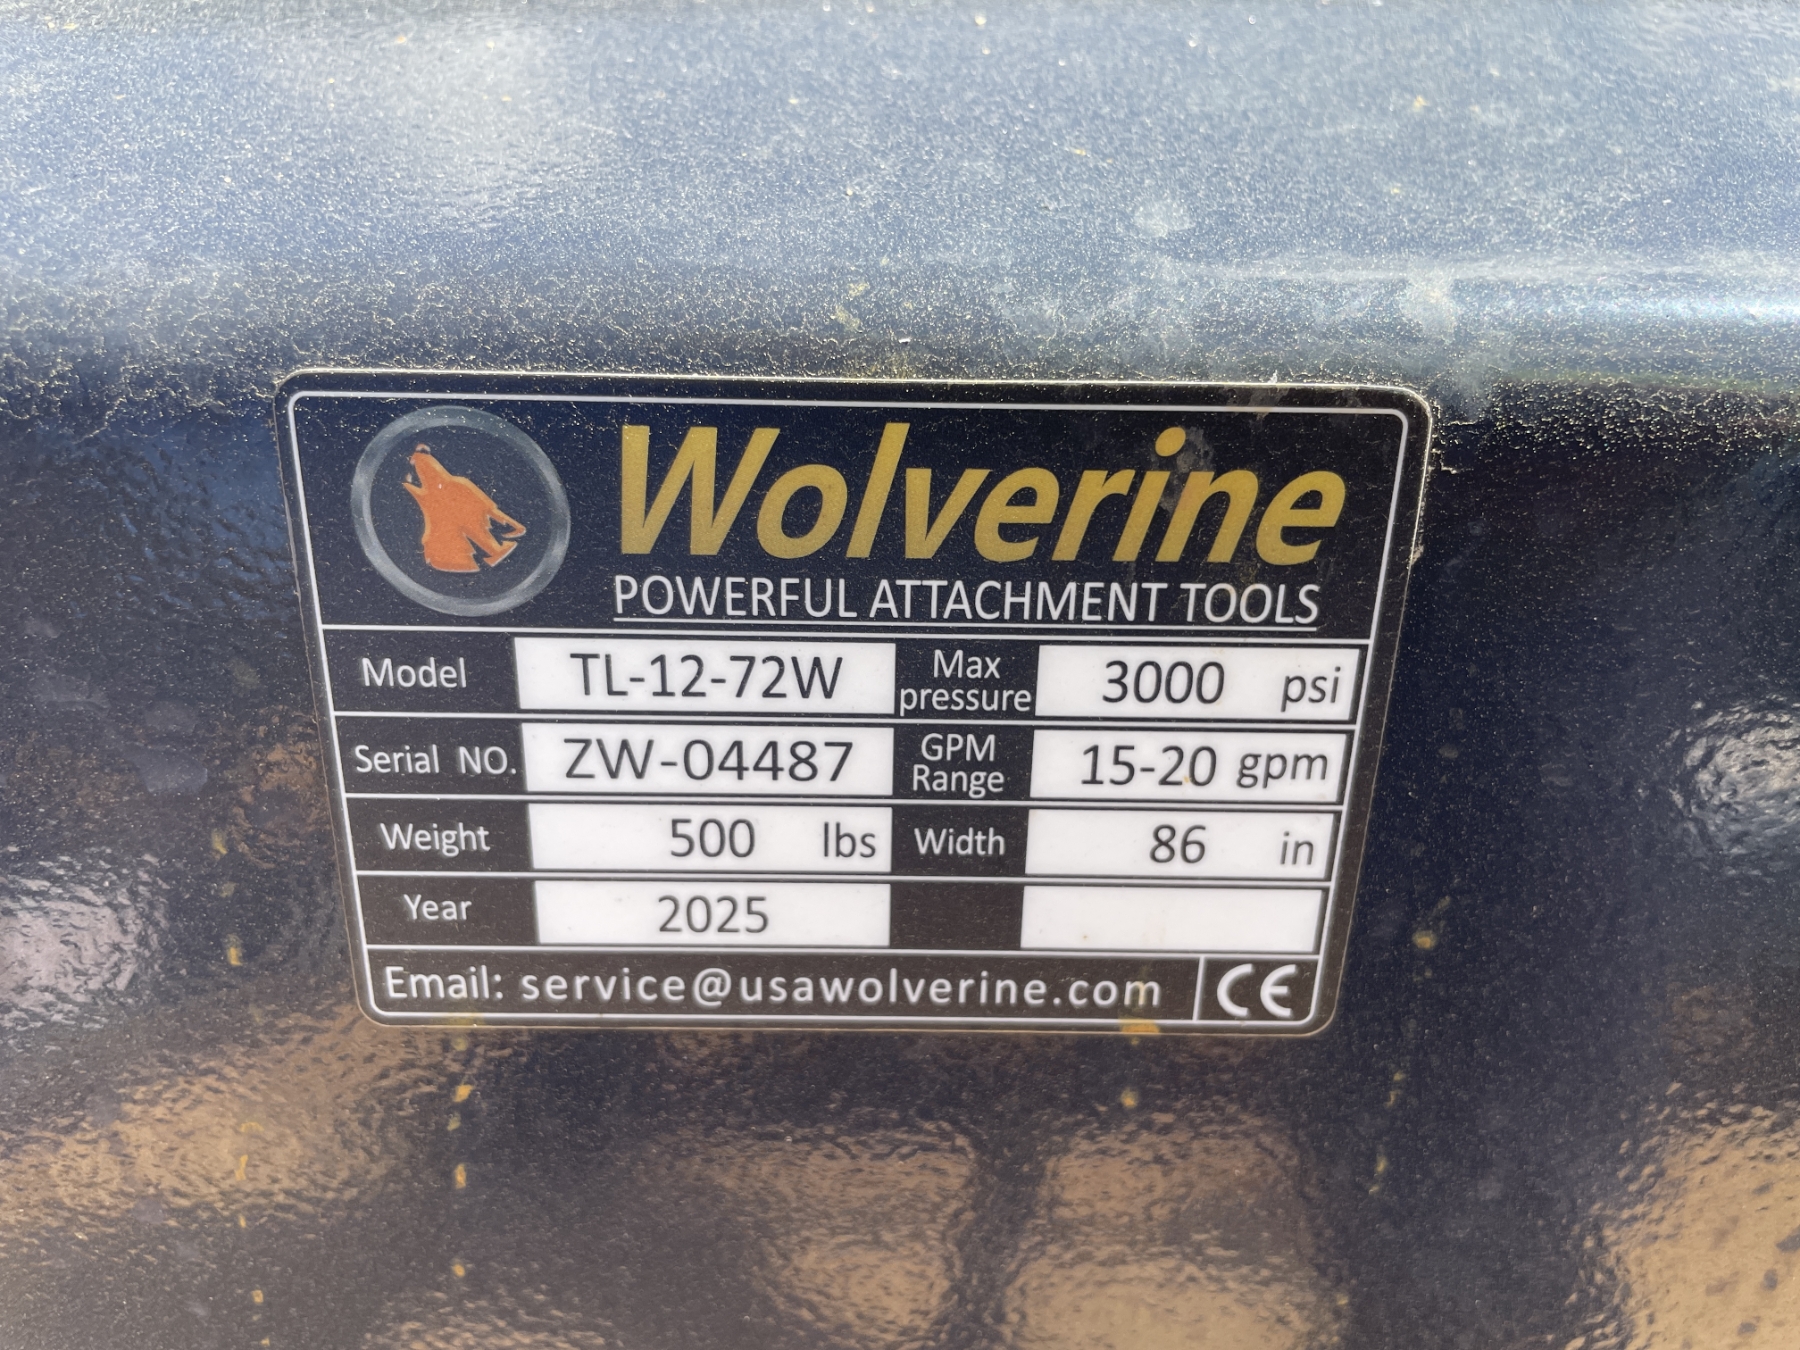 Wolverine
POWERFUL ATTACHMENT TOOLS
Model TL-12-72W Max pressure 3000 psi
Serial NO. ZW-04487 GPM Range 15-20 gpm
Weight 500 lbs Width 86 in
Year 2025
Email: service@usawolverine.com CE